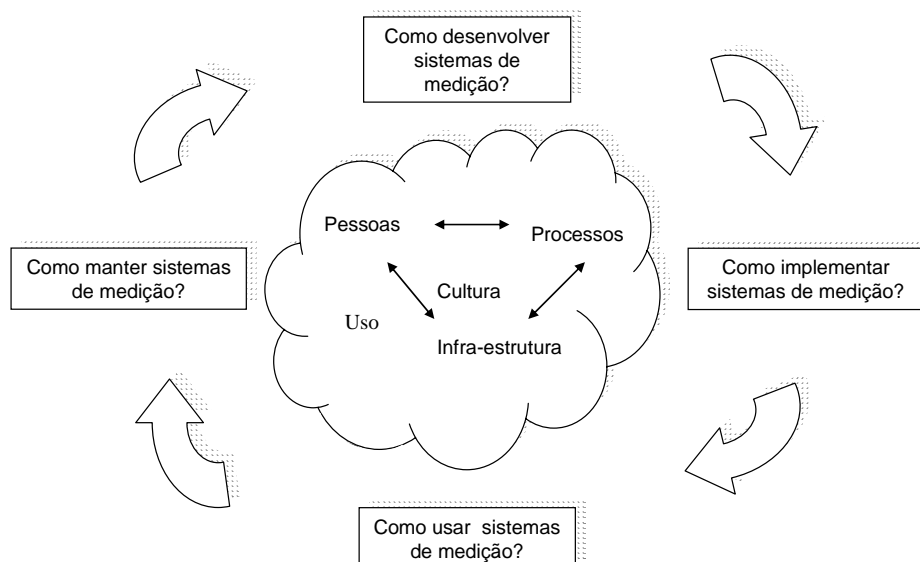 Como desenvolver
sistemas de
medição?
Pessoas
Processos
Como manter sistemas
de medição?
Cultura
Como implementar
sistemas de medição?
Uso
Infra-estrutura
Como usar sistemas
de medição?